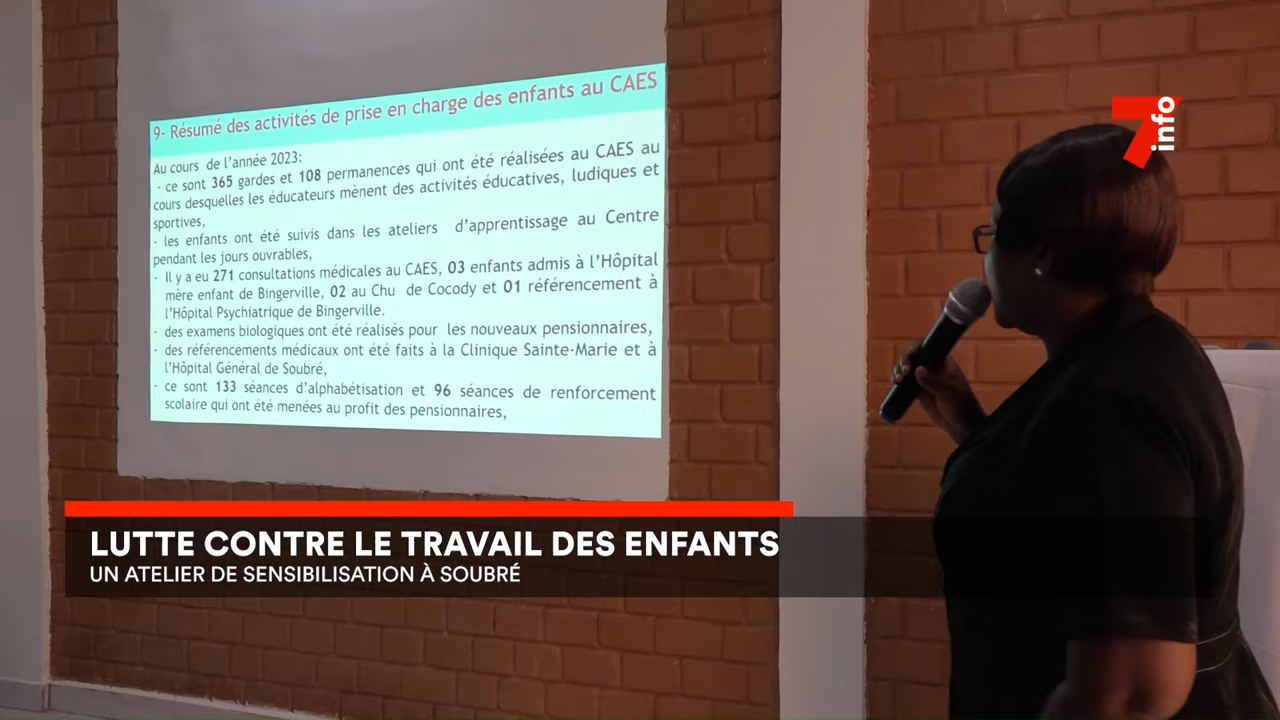 9- Résumé des activités de prise en charge des enfants au CAES
Au cours de l'année 2023:
- ce sont 365 gardes et 108 permanences qui ont été réalisées au CAES au
cours desquelles les éducateurs mènent des activités éducatives, ludiques et
sportives,
- les enfants ont été suivis dans les ateliers d'apprentissage au Centre
pendant les jours ouvrables,
- Il y a eu 271 consultations médicales au CAES, 03 enfants admis à l'Hôpital
mère enfant de Bingerville, 02 au Chu de Cocody et 01 référencement à
l'Hôpital Psychiatrique de Bingerville.
- des examens biologiques ont été réalisés pour les nouveaux pensionnaires,
- des référencements médicaux ont été faits à la Clinique Sainte-Marie et à
l'Hôpital Général de Soubré,
- ce sont 133 séances d'alphabétisation et 96 séances de renforcement
scolaire qui ont été menées au profit des pensionnaires,
7info
LUTTE CONTRE LE TRAVAIL DES ENFANTS
UN ATELIER DE SENSIBILISATION À SOUBRÉ